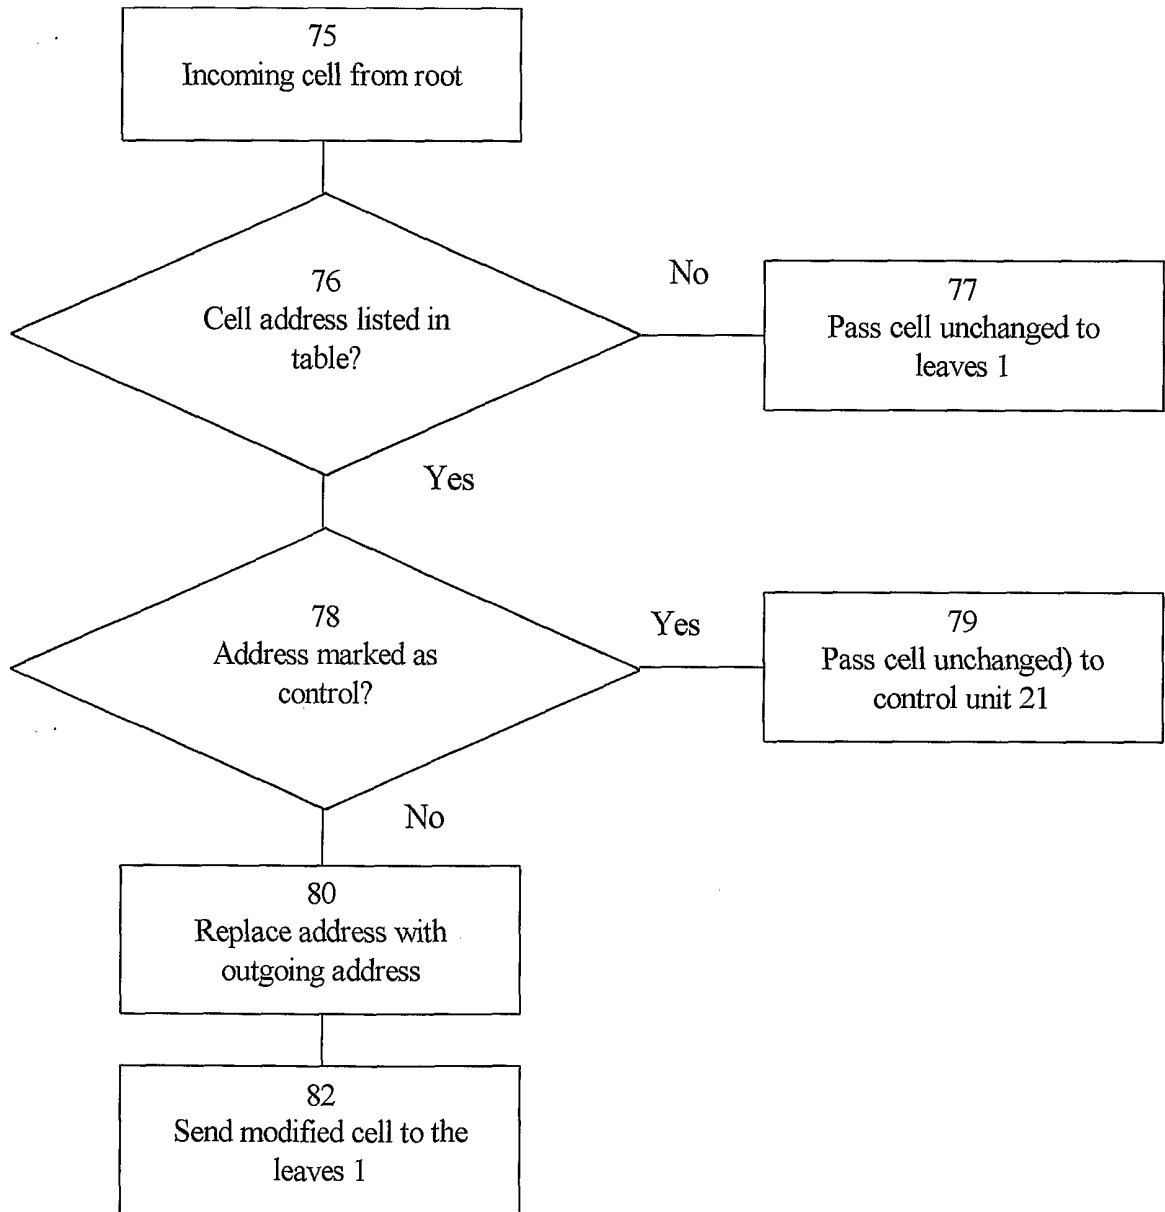 75
Incoming cell from root
76
Cell address listed in
table?
No
77
Pass cell unchanged to
leaves 1
Yes
78
Address marked as
control?
Yes
79
Pass cell unchanged) to
control unit 21
No
80
Replace address with
outgoing address
82
Send modified cell to the
leaves 1